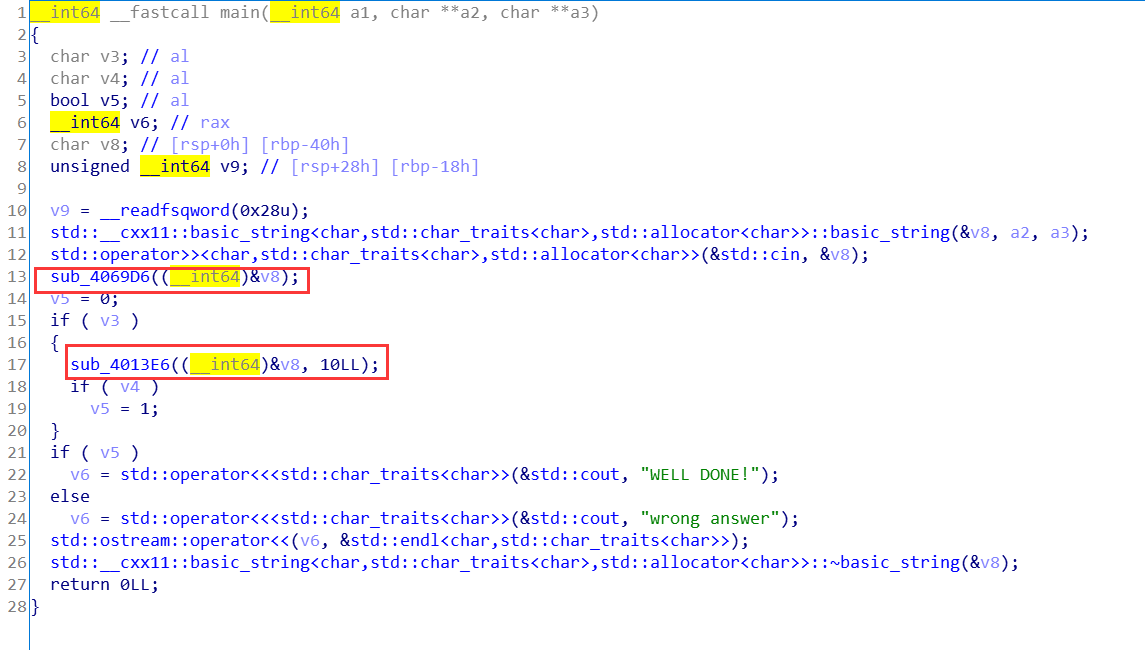 1 __int64 __fastcall main(__int64 a1, char **a2, char **a3)
2 {
3   char v3; // al
4   char v4; // al
5   bool v5; // al
6   __int64 v6; // rax
7   char v8; // [rsp+0h] [rbp-40h]
8   unsigned __int64 v9; // [rsp+28h] [rbp-18h]
9
10   v9 = __readfsqword(0x28u);
11   std::__cxx11::basic_string<char,std::char_traits<char>,std::allocator<char>>::basic_string(&v8, a2, a3);
12   std::operator>><char,std::char_traits<char>,std::allocator<char>>(&std::cin, &v8);
13   sub_4069D6((__int64)&v8);
14   v5 = 0;
15   if ( v3 )
16   {
17     sub_4013E6((__int64)&v8, 10LL);
18     if ( v4 )
19       v5 = 1;
20   }
21   if ( v5 )
22     v6 = std::operator<<<std::char_traits<char>>(&std::cout, "WELL DONE!");
23   else
24     v6 = std::operator<<<std::char_traits<char>>(&std::cout, "wrong answer");
25   std::ostream::operator<<(v6, &std::endl<char,std::char_traits<char>>);
26   std::__cxx11::basic_string<char,std::char_traits<char>,std::allocator<char>>::~basic_string(&v8);
27   return 0LL;
28 }